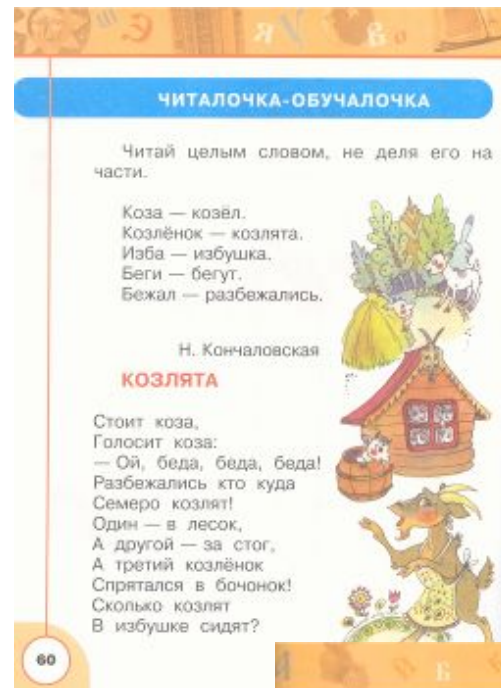 ЧИТАЛОЧКА-ОБУЧАЛОЧКА
Читай целым словом, не деля его на
части.
Коза — козёл.
Козлёнок — козлята.
Изба — избушка.
Беги — бегут.
Бежал — разбежались.
Н. Кончаловская
КОЗЛЯТА
Стоит коза,
Голосит коза:
— Ой, беда, беда, беда!
Разбежались кто куда
Семеро козлят!
Один — в лесок,
А другой — за стог,
А третий козлёнок
Спрятался в бочонок!
Сколько козлят
В избушке сидят?
60